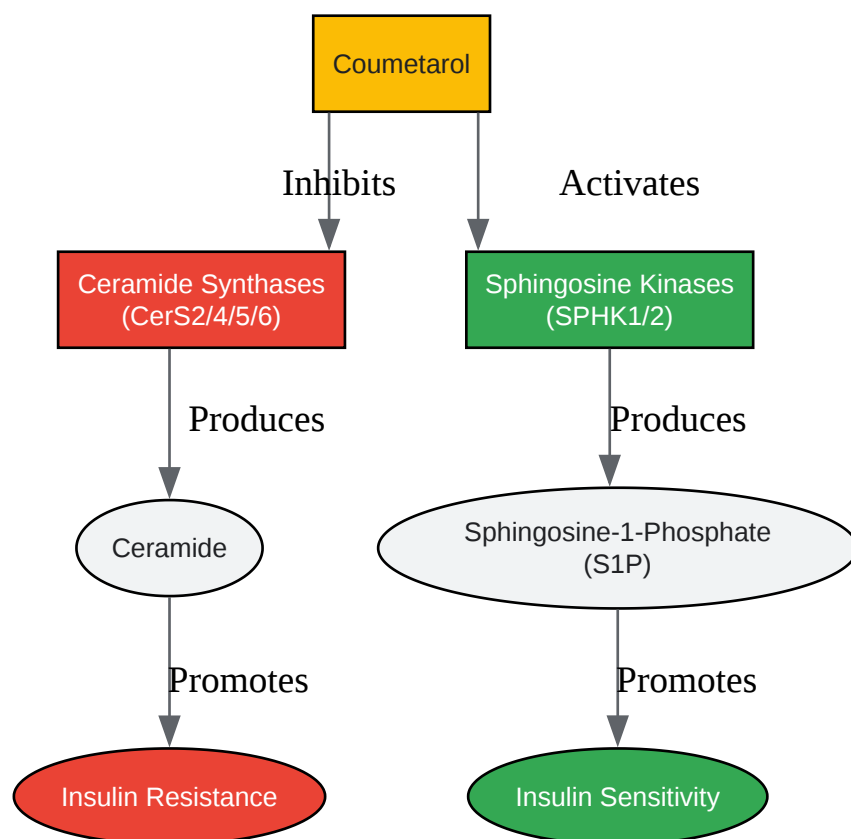 Coumetarol
Inhibits
Activates
Ceramide Synthases
(CerS2/4/5/6)
Sphingosine Kinases
(SPHK1/2)
Produces
Produces
Ceramide
Sphingosine-1-Phosphate
(S1P)
Promotes
Promotes
Insulin Resistance
Insulin Sensitivity